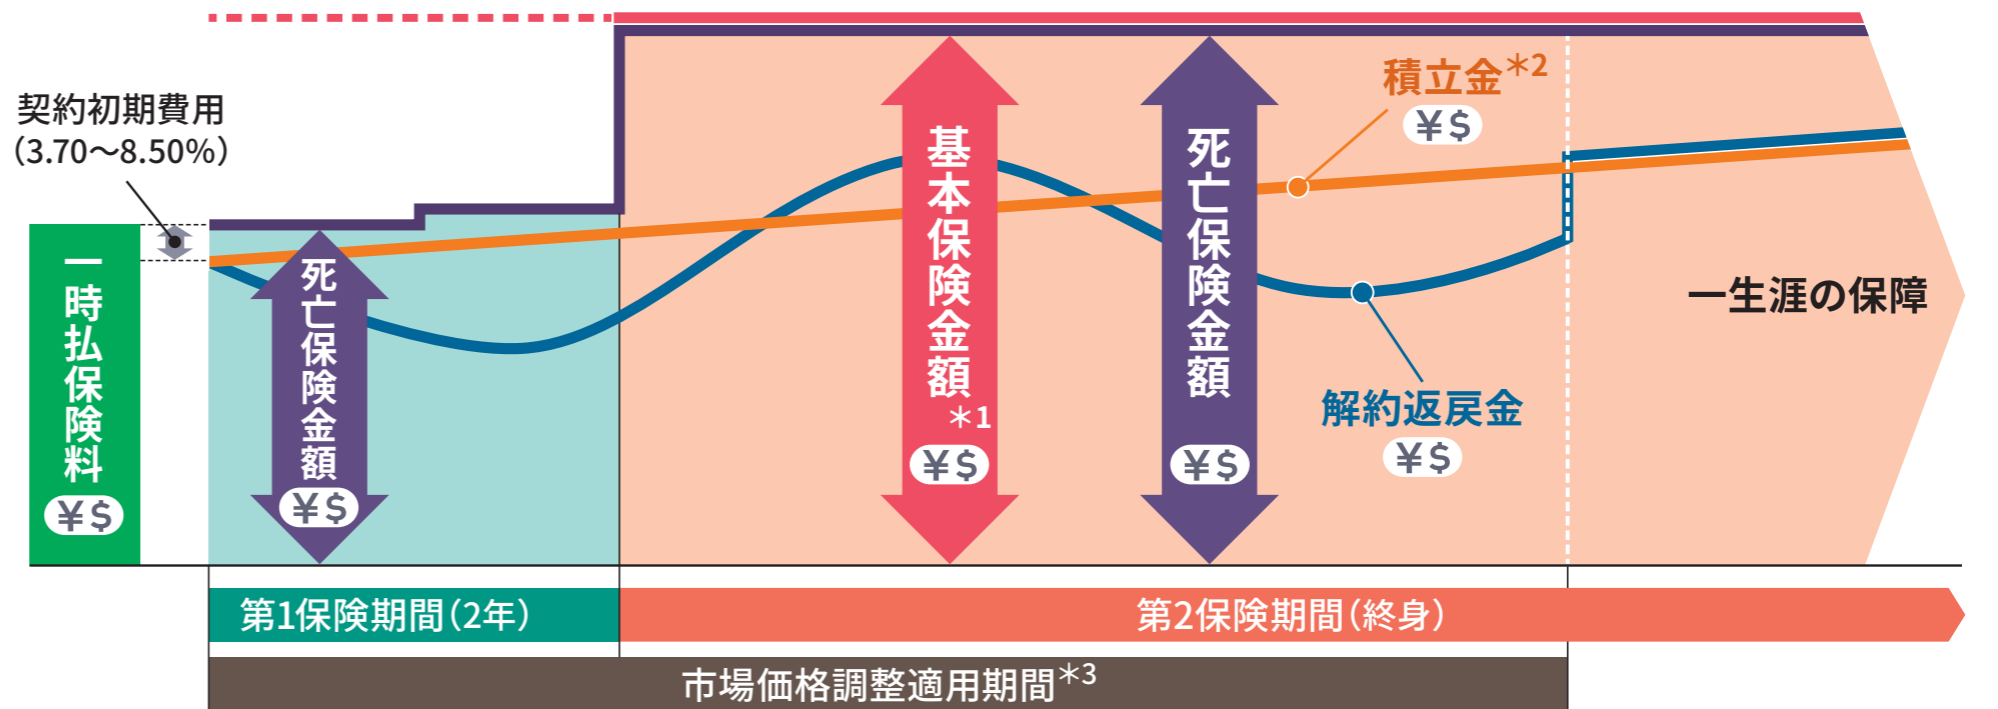 契約初期費用
(3.70〜8.50%)
一時払保険料
¥$
死亡保険金額
¥$
基本保険金額
＊1
¥$
死亡保険金額
¥$
積立金＊2
¥$
解約返戻金
¥$
一生涯の保障
第1保険期間(2年)
第2保険期間(終身)
市場価格調整適用期間＊3